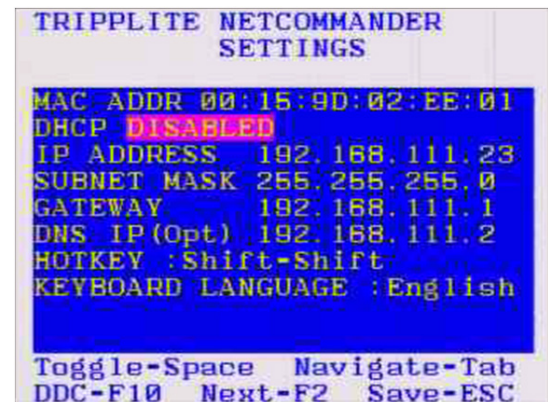 TRIPPLITE NETCOMMANDER
SETTINGS
MAC ADDR 00:15:9D:02:EE:01
DHCP DISABLED
IP ADDRESS 192.168.111.23
SUBNET MASK 255.255.255.0
GATEWAY 192.168.111.1
DNS IP(Opt) 192.168.111.2
HOTKEY :Shift-Shift
KEYBOARD LANGUAGE :English
Toggle-Space Navigate-Tab
DDC-F10 Next-F2 Save-ESC